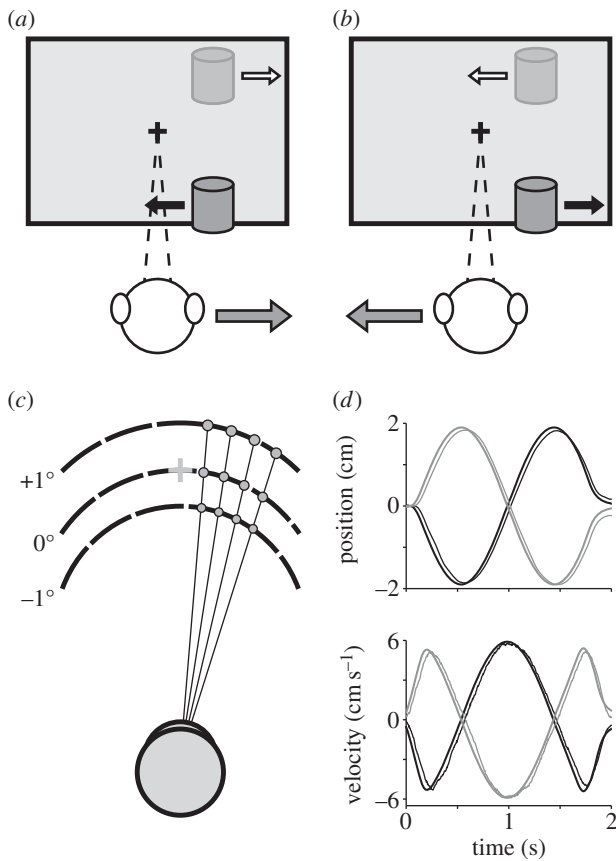 (a)
(b)
(c)
+1°
0°
−1°
(d)
position (cm)
2
0
−2
velocity (cm s⁻¹)
6
0
−6
0
1
2
time (s)